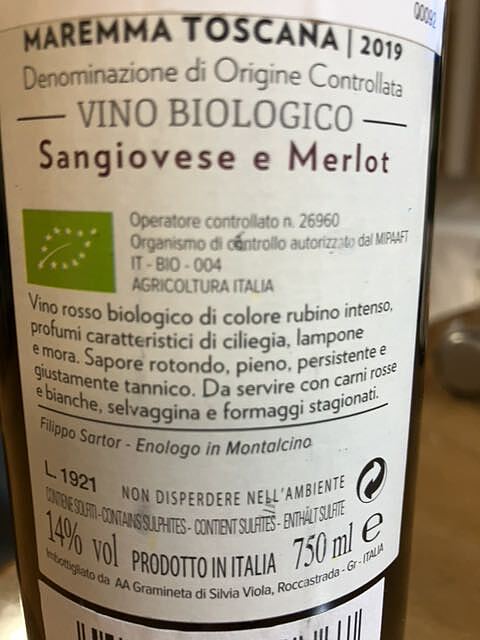 Q0092
MAREMMA TOSCANA | 2019
Denominazione di Origine Controllata
VINO BIOLOGICO
Sangiovese e Merlot
Operatore controllato n. 26960
Organismo di controllo autorizzato dal MIPAAFT
IT - BIO - 004
AGRICOLTURA ITALIA
Vino rosso biologico di colore rubino intenso,
profumi caratteristici di ciliegia, lampone
e mora. Sapore rotondo, pieno, persistente e
giustamente tannico. Da servire con carni rosse
e bianche, selvaggina e formaggi stagionati.
Filippo Sartor - Enologo in Montalcino
L 1921
NON DISPERDERE NELL'AMBIENTE
CONTIENE SOLFITI - CONTAINS SULPHITES - CONTIENT SULFITES - ENTHÄLT SULFITE
14% vol PRODOTTO IN ITALIA 750 ml e
Imbottigliato da AA Gramineta di Silvia Viola, Roccastrada - Gr - ITALIA